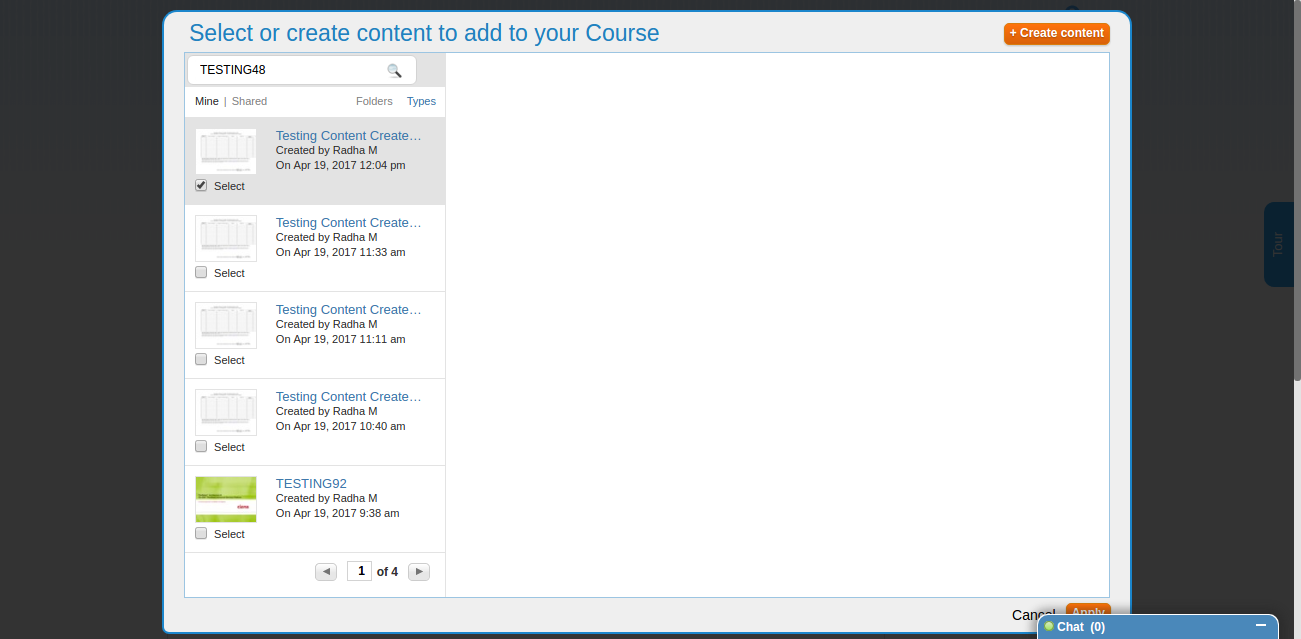 Select or create content to add to your Course
+ Create content
TESTING48
Mine | Shared Folders Types
Testing Content Create…
Created by Radha M
On Apr 19, 2017 12:04 pm
Select
Testing Content Create…
Created by Radha M
On Apr 19, 2017 11:33 am
Select
Testing Content Create…
Created by Radha M
On Apr 19, 2017 11:11 am
Select
Testing Content Create…
Created by Radha M
On Apr 19, 2017 10:40 am
Select
TESTING92
Created by Radha M
On Apr 19, 2017 9:38 am
Select
1 of 4
Cancel Apply
Chat (0)
Tour